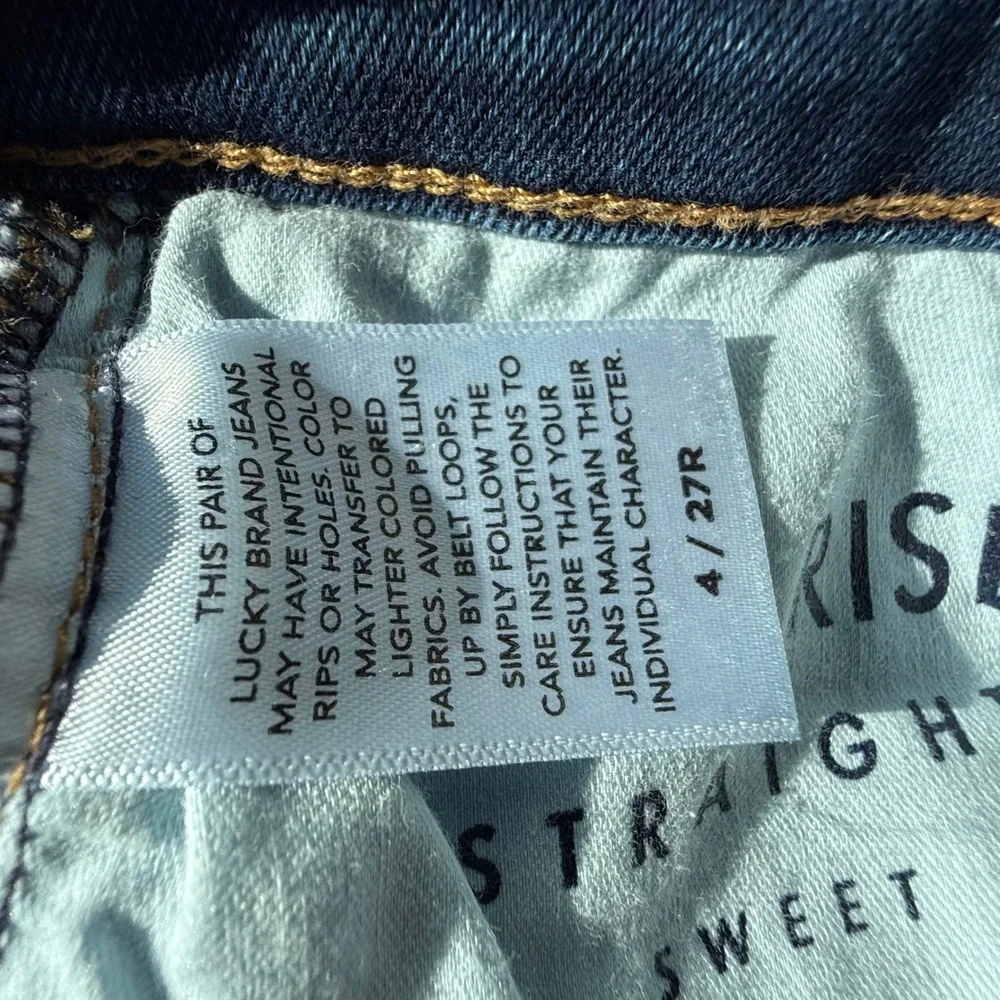 THIS PAIR OF
LUCKY BRAND JEANS
MAY HAVE INTENTIONAL
RIPS OR HOLES. COLOR
MAY TRANSFER TO
LIGHTER COLORED
FABRICS. AVOID PULLING
UP BY BELT LOOPS,
SIMPLY FOLLOW THE
CARE INSTRUCTIONS TO
ENSURE THAT YOUR
JEANS MAINTAIN THEIR
INDIVIDUAL CHARACTER.
4 / 27R
RISE
STRAIGHT
SWEET